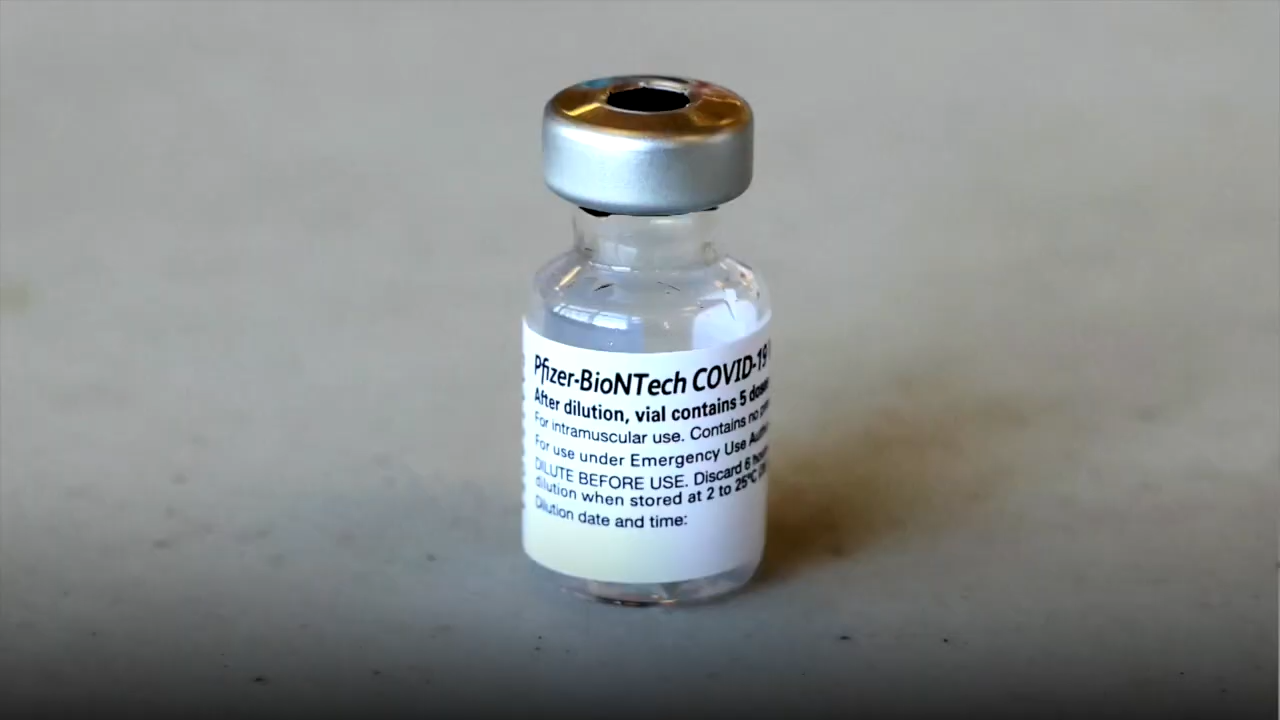 Pfizer-BioNTech COVID-19
After dilution, vial contains 5
For intramuscular use. Contains no
For use under Emergency Use
DILUTE BEFORE USE. Discard 6
dilution when stored at 2 to 25°C
Dilution date and time: